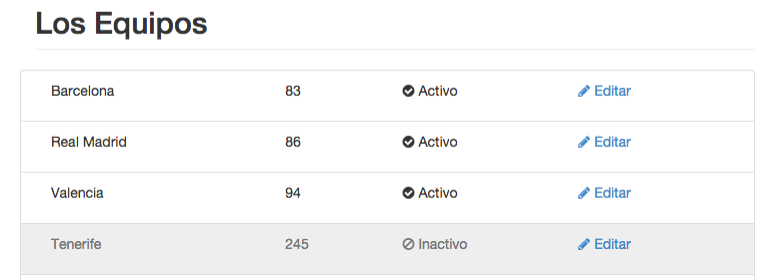 Los Equipos
Barcelona 83 Activo Editar
Real Madrid 86 Activo Editar
Valencia 94 Activo Editar
Tenerife 245 Inactivo Editar